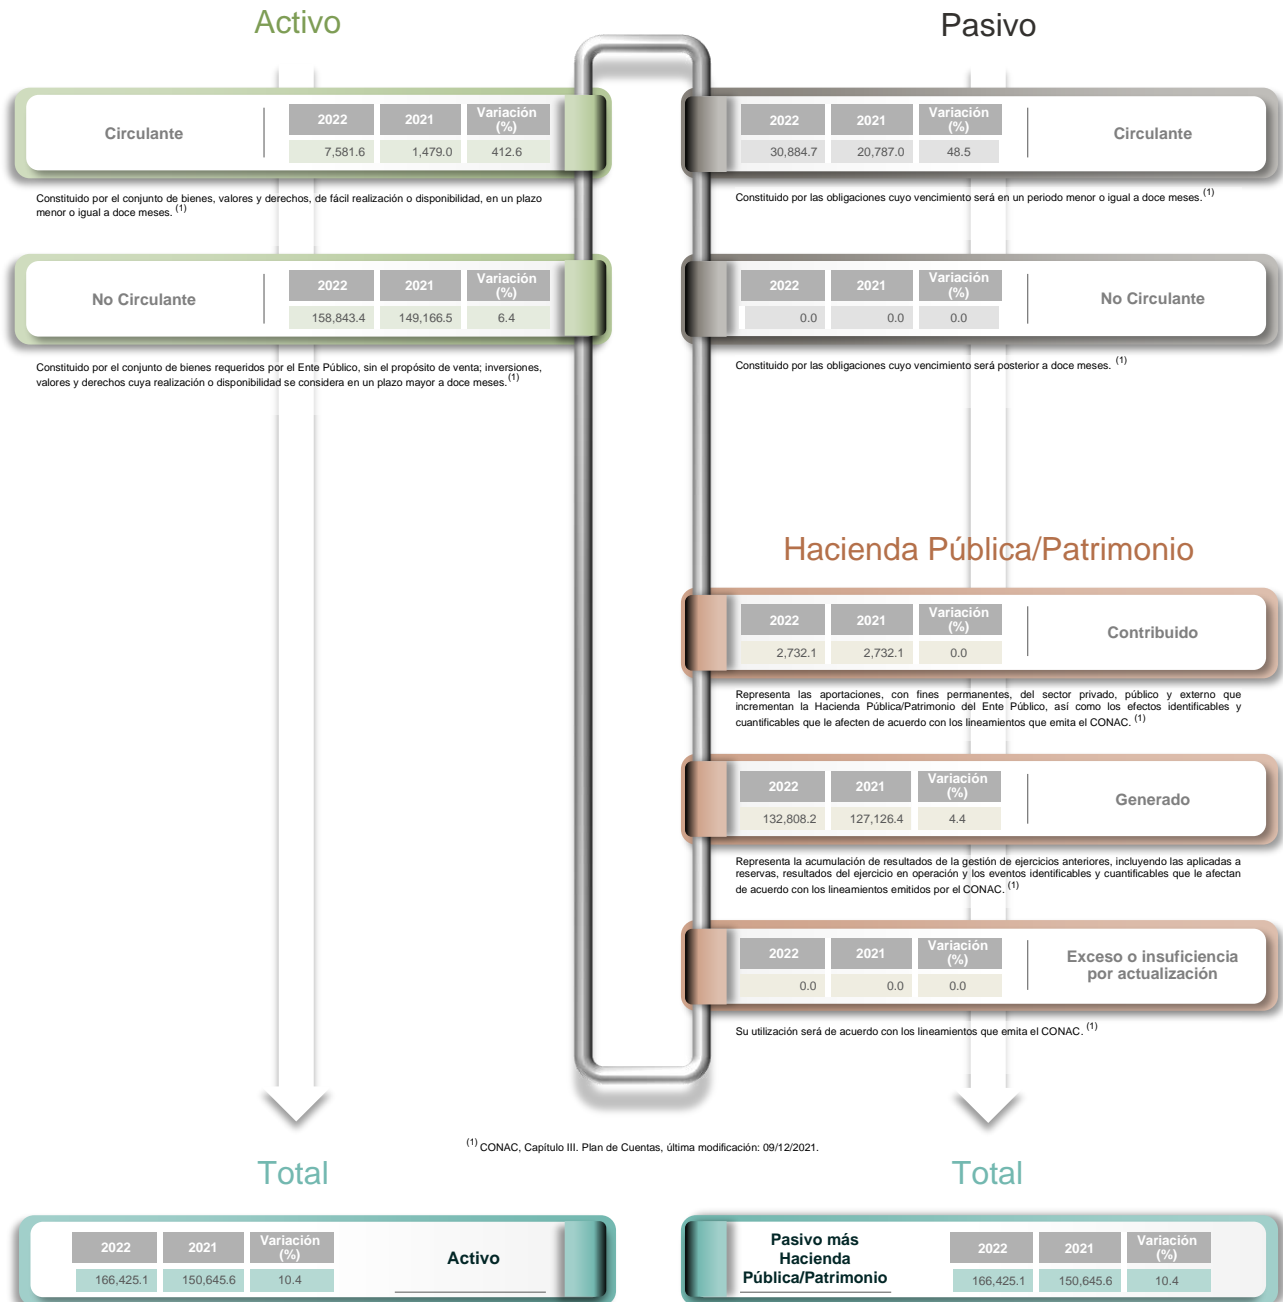 Activo
Circulante
2022 2021 Variación (%)
7,581.6 1,479.0 412.6
Constituido por el conjunto de bienes, valores y derechos, de fácil realización o disponibilidad, en un plazo
menor o igual a doce meses. (1)
No Circulante
2022 2021 Variación (%)
158,843.4 149,166.5 6.4
Constituido por el conjunto de bienes requeridos por el Ente Público, sin el propósito de venta; inversiones,
valores y derechos cuya realización o disponibilidad se considera en un plazo mayor a doce meses. (1)
Pasivo
2022 2021 Variación (%)
30,884.7 20,787.0 48.5
Circulante
Constituido por las obligaciones cuyo vencimiento será en un periodo menor o igual a doce meses. (1)
2022 2021 Variación (%)
0.0 0.0 0.0
No Circulante
Constituido por las obligaciones cuyo vencimiento será posterior a doce meses. (1)
Hacienda Pública/Patrimonio
2022 2021 Variación (%)
2,732.1 2,732.1 0.0
Contribuido
Representa las aportaciones, con fines permanentes, del sector privado, público y externo que
incrementan la Hacienda Pública/Patrimonio del Ente Público, así como los efectos identificables y
cuantificables que le afecten de acuerdo con los lineamientos que emita el CONAC. (1)
2022 2021 Variación (%)
132,808.2 127,126.4 4.4
Generado
Representa la acumulación de resultados de la gestión de ejercicios anteriores, incluyendo las aplicadas a
reservas, resultados del ejercicio en operación y los eventos identificables y cuantificables que le afectan
de acuerdo con los lineamientos emitidos por el CONAC. (1)
2022 2021 Variación (%)
0.0 0.0 0.0
Exceso o insuficiencia
por actualización
Su utilización será de acuerdo con los lineamientos que emita el CONAC. (1)
(1) CONAC, Capítulo III. Plan de Cuentas, última modificación: 09/12/2021.
Total
2022 2021 Variación (%)
166,425.1 150,645.6 10.4
Activo
Total
Pasivo más
Hacienda
Pública/Patrimonio
2022 2021 Variación (%)
166,425.1 150,645.6 10.4